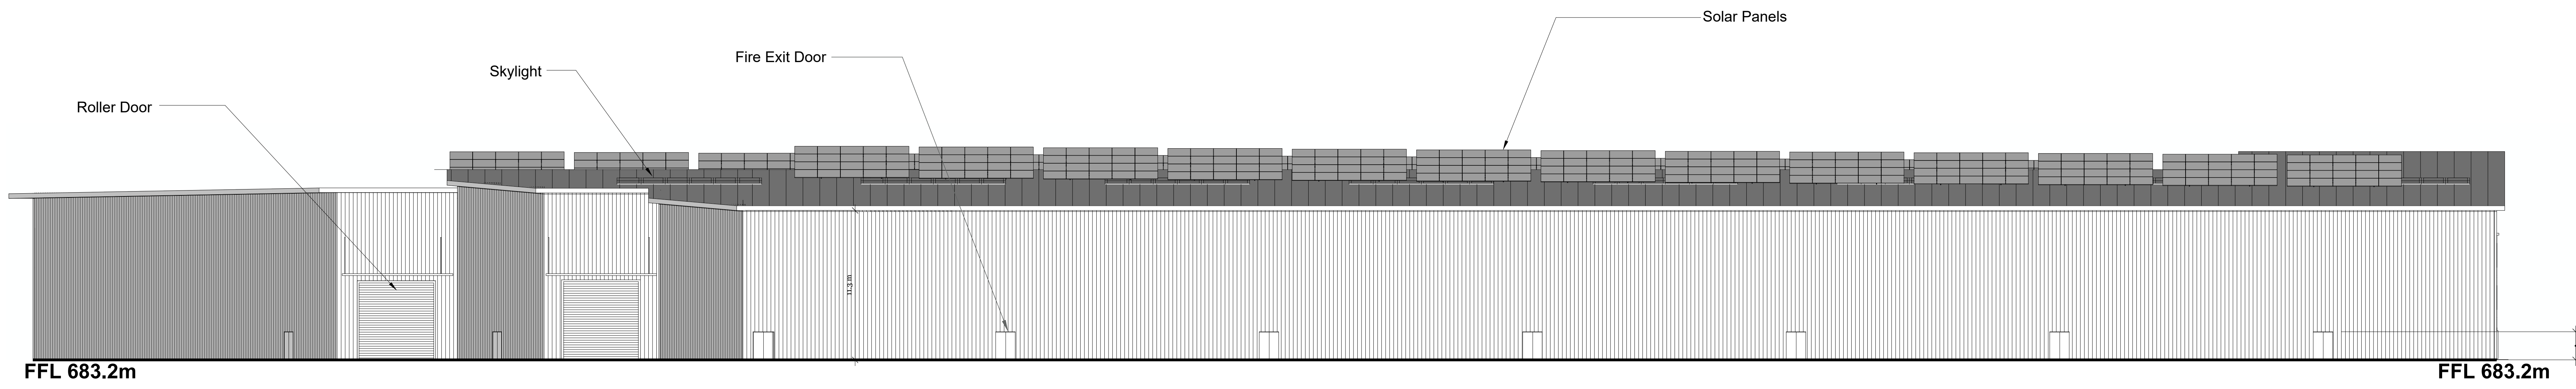 Solar Panels
Fire Exit Door
Skylight
Roller Door
11.3 m
FFL 683.2m
FFL 683.2m